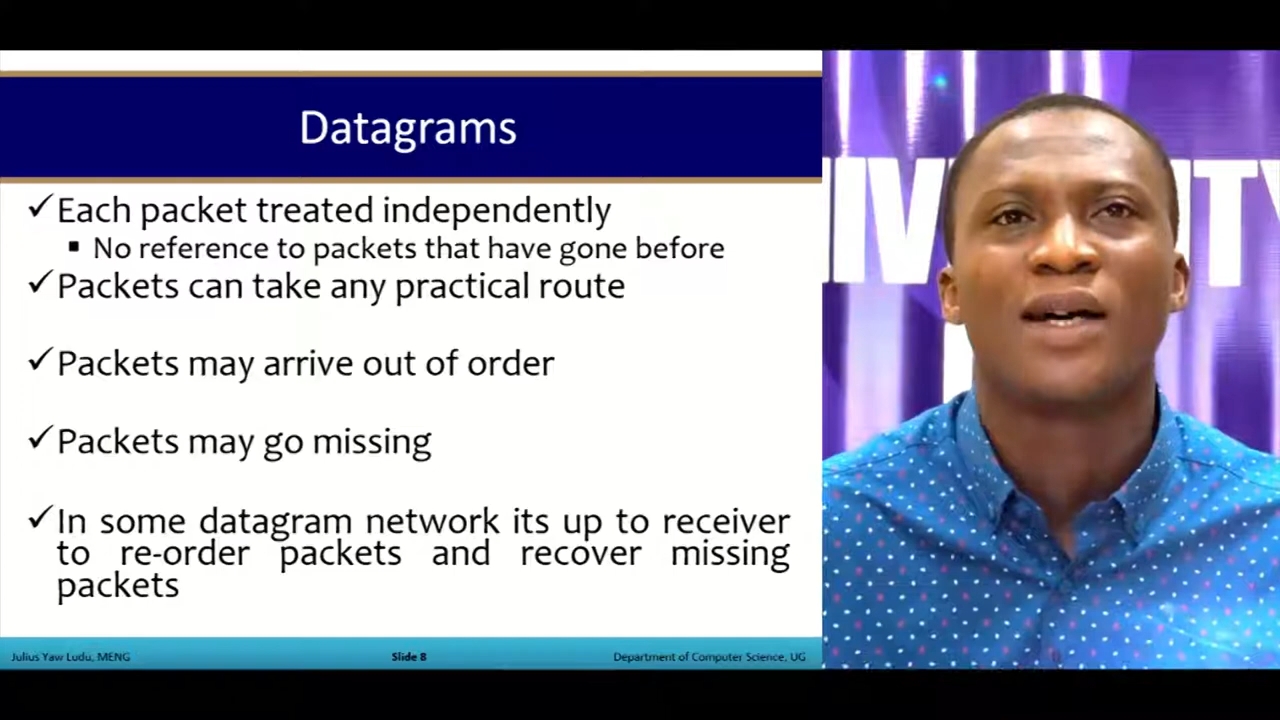 Datagrams
✓Each packet treated independently
▪ No reference to packets that have gone before
✓Packets can take any practical route
✓Packets may arrive out of order
✓Packets may go missing
✓In some datagram network its up to receiver
to re-order packets and recover missing
packets
Julius Yaw Ludu, MENG
Slide 8
Department of Computer Science, UG